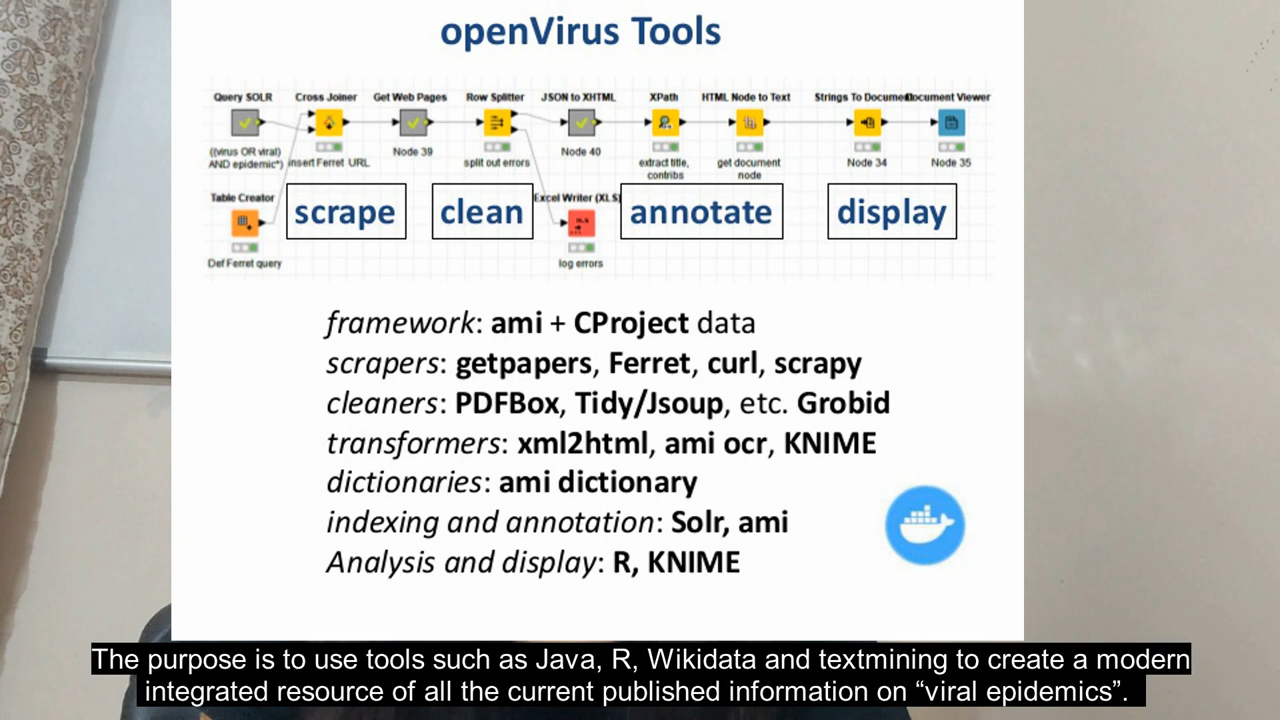 openVirus Tools
Query SOLR Cross Joiner Get Web Pages Row Splitter JSON to XHTML XPath HTML Node to Text Strings To Document Document Viewer
((virus OR viral) AND epidemic*) insert Ferret URL Node 39 split out errors Node 40 extract title, contribs get document node Node 34 Node 35
Table Creator Excel Writer (XLS)
scrape clean annotate display
Def Ferret query log errors
framework: ami + CProject data
scrapers: getpapers, Ferret, curl, scrapy
cleaners: PDFBox, Tidy/Jsoup, etc. Grobid
transformers: xml2html, ami ocr, KNIME
dictionaries: ami dictionary
indexing and annotation: Solr, ami
Analysis and display: R, KNIME
The purpose is to use tools such as Java, R, Wikidata and textmining to create a modern
integrated resource of all the current published information on “viral epidemics”.